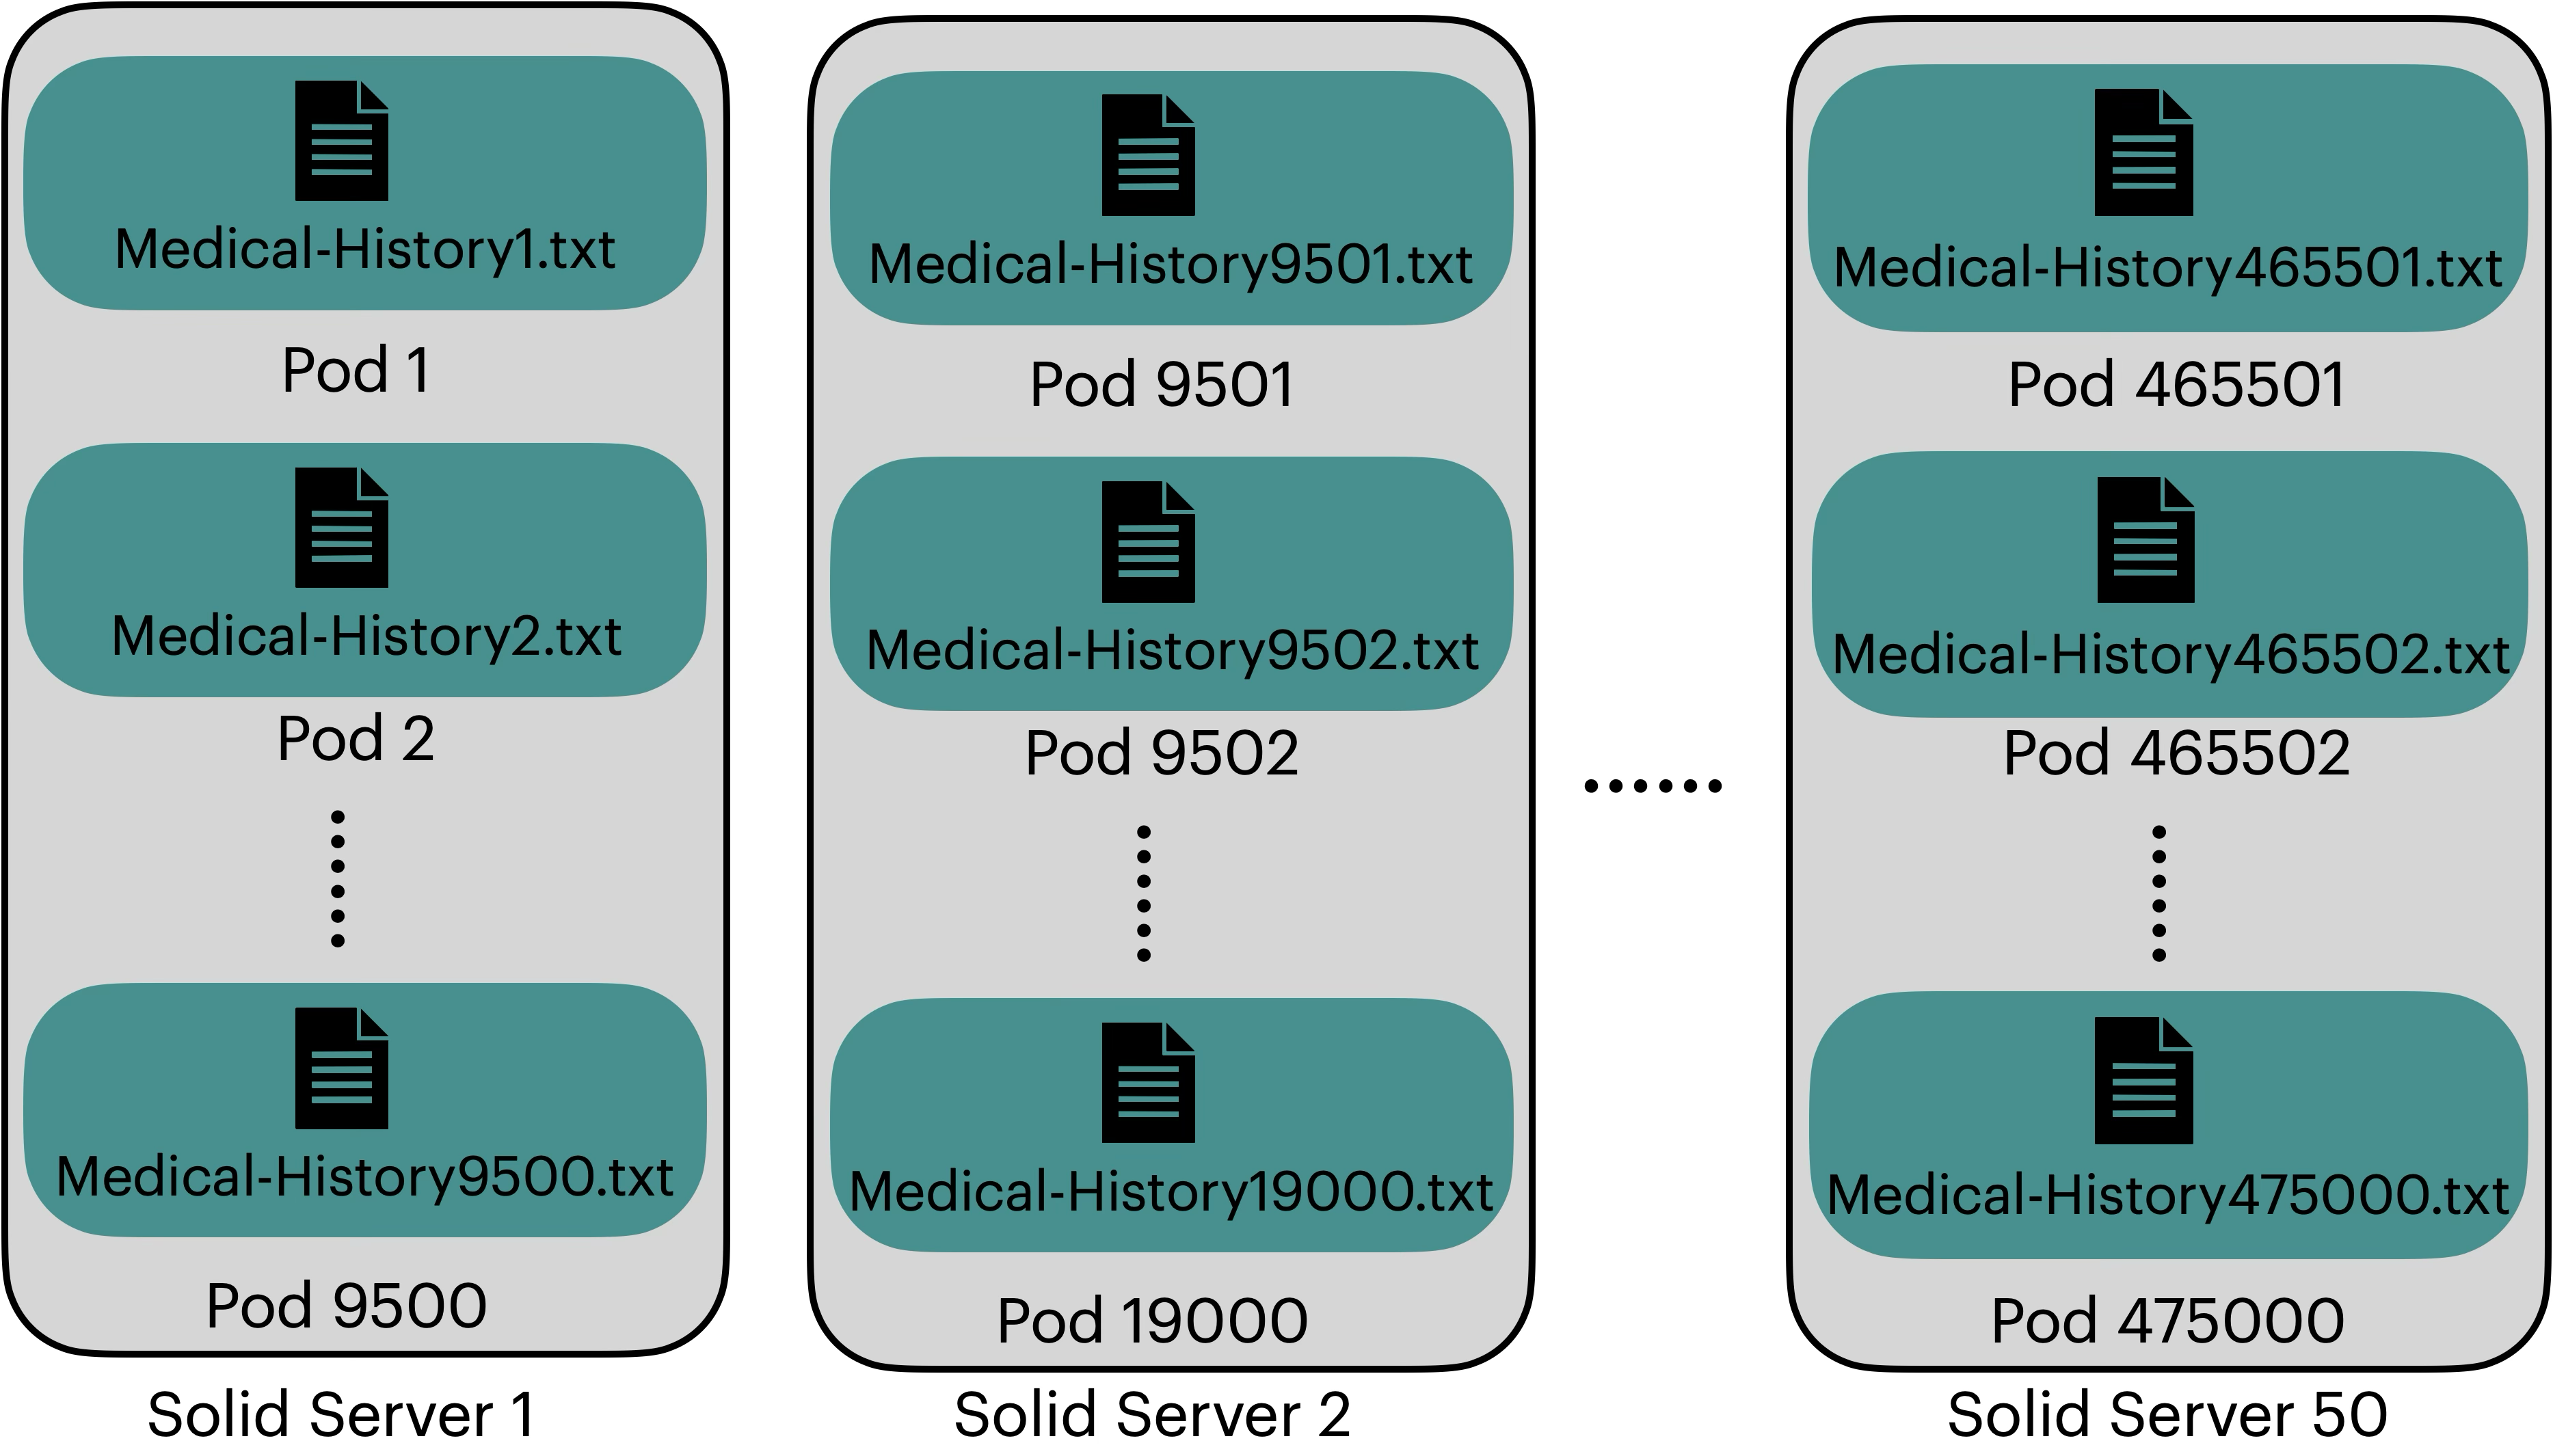 Medical-History1.txt
Pod 1
Medical-History2.txt
Pod 2
Medical-History9500.txt
Pod 9500
Solid Server 1
Medical-History9501.txt
Pod 9501
Medical-History9502.txt
Pod 9502
Medical-History19000.txt
Pod 19000
Solid Server 2
Medical-History465501.txt
Pod 465501
Medical-History465502.txt
Pod 465502
Medical-History475000.txt
Pod 475000
Solid Server 50